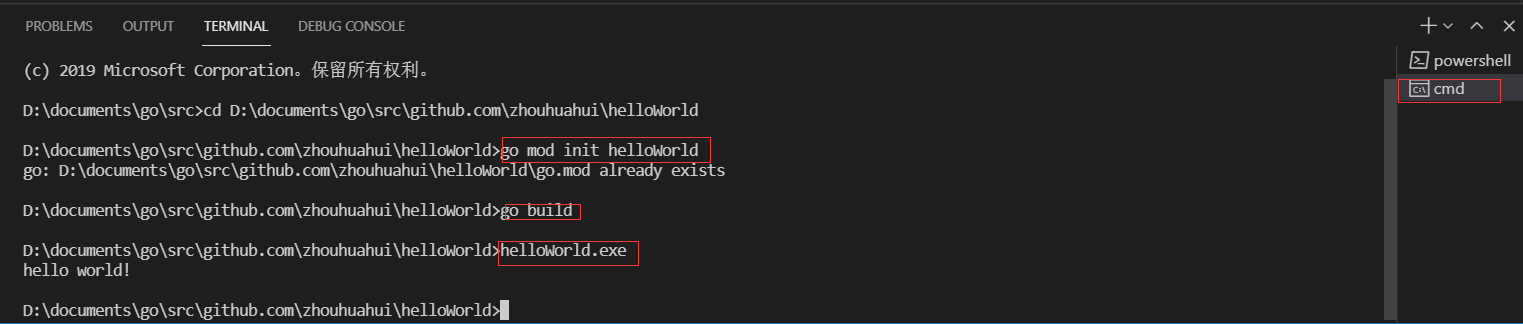 PROBLEMS OUTPUT TERMINAL DEBUG CONSOLE
(c) 2019 Microsoft Corporation。保留所有权利。
D:\documents\go\src>cd D:\documents\go\src\github.com\zhouhuahui\helloWorld
D:\documents\go\src\github.com\zhouhuahui\helloWorld>go mod init helloWorld
go: D:\documents\go\src\github.com\zhouhuahui\helloWorld\go.mod already exists
D:\documents\go\src\github.com\zhouhuahui\helloWorld>go build
D:\documents\go\src\github.com\zhouhuahui\helloWorld>helloWorld.exe
hello world!
D:\documents\go\src\github.com\zhouhuahui\helloWorld>
powershell
cmd